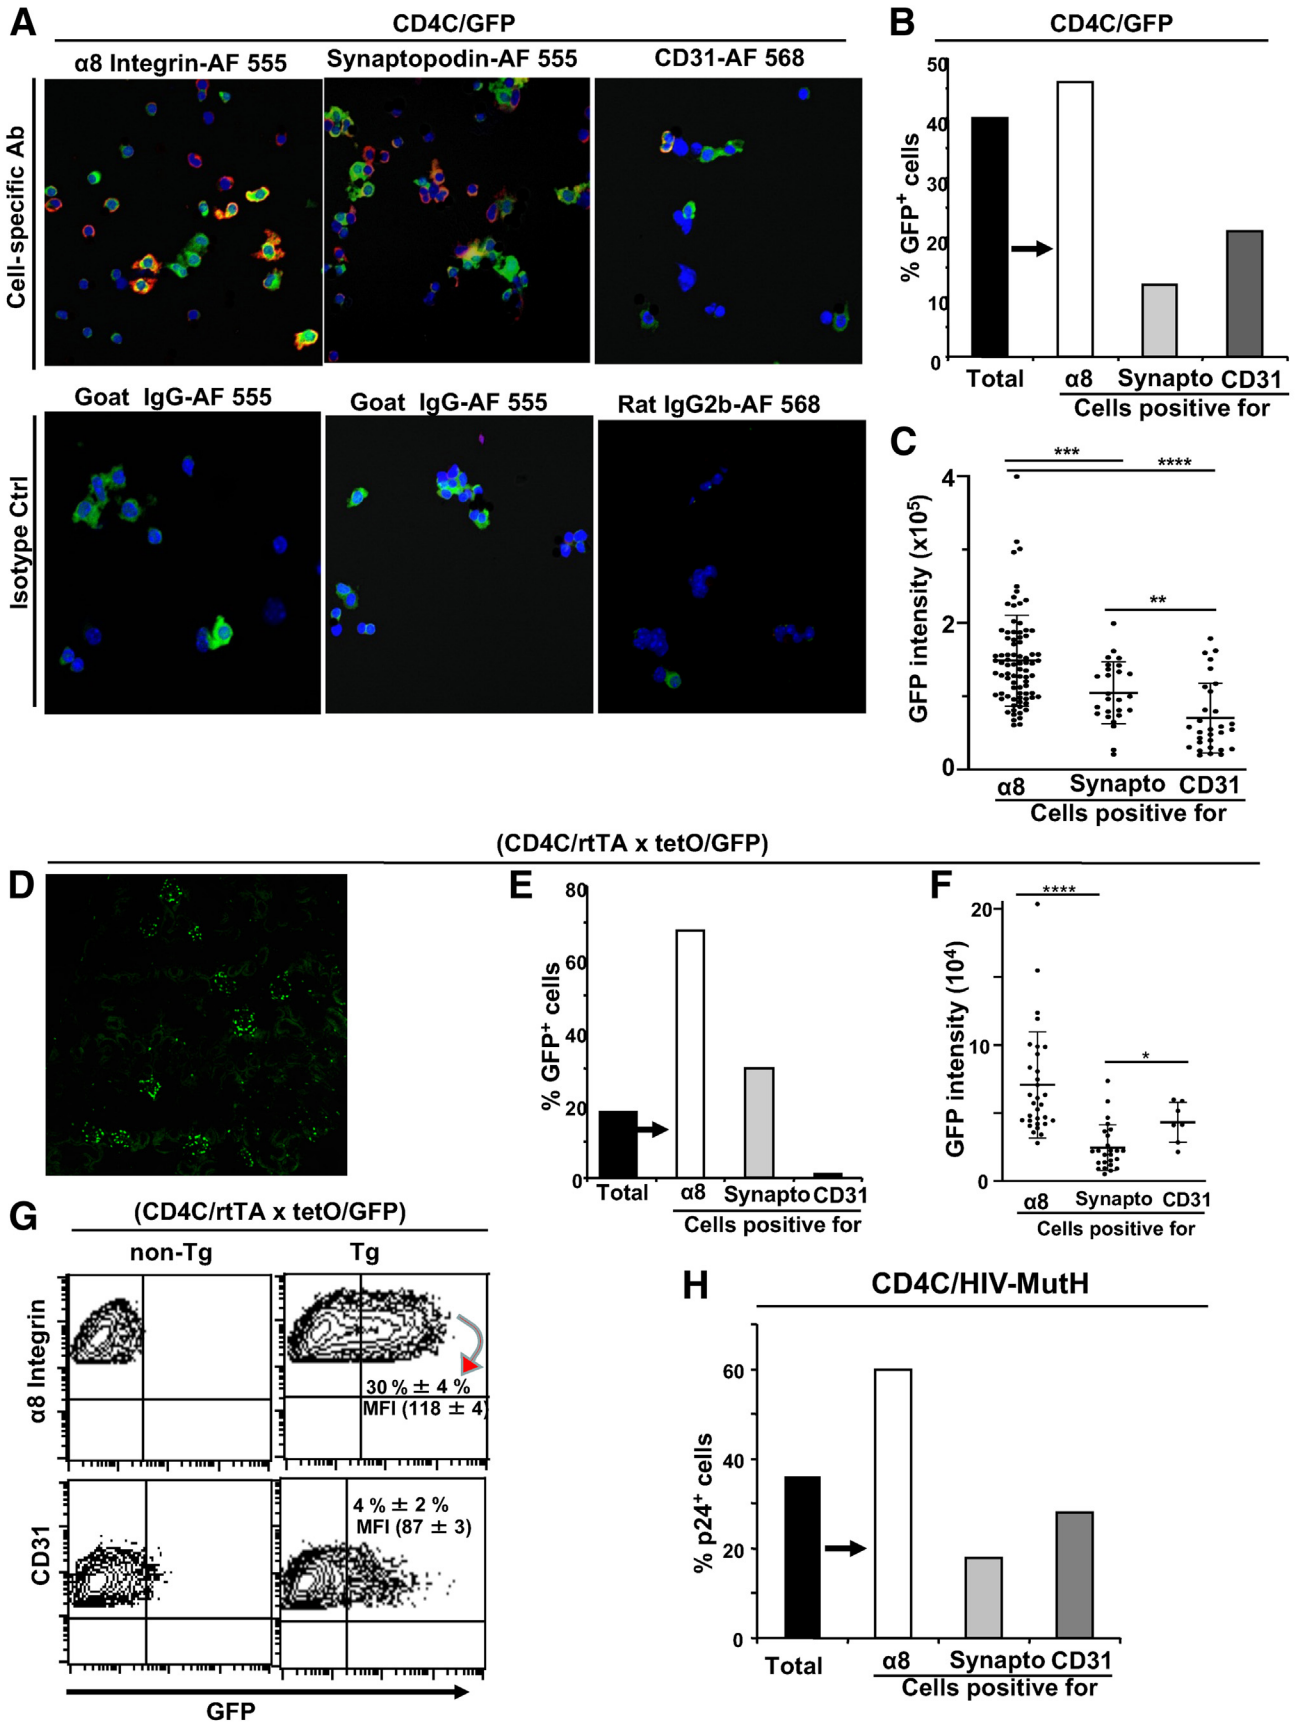 A
CD4C/GFP
α8 Integrin-AF 555
Synaptopodin-AF 555
CD31-AF 568
Cell-specific Ab
Goat IgG-AF 555
Goat IgG-AF 555
Rat IgG2b-AF 568
Isotype Ctrl
B
CD4C/GFP
% GFP+ cells
50
40
30
20
10
0
Total
α8
Synapto
CD31
Cells positive for
C
***
****
**
GFP intensity (x10⁵)
4
2
0
α8
Synapto
CD31
Cells positive for
(CD4C/rtTA x tetO/GFP)
D
E
% GFP+ cells
80
60
40
20
0
Total
α8
Synapto
CD31
Cells positive for
F
****
*
GFP intensity (10⁴)
20
10
0
α8
Synapto
CD31
Cells positive for
G
(CD4C/rtTA x tetO/GFP)
non-Tg
Tg
α8 Integrin
30 % ± 4 %
MFI (118 ± 4)
CD31
4 % ± 2 %
MFI (87 ± 3)
GFP
H
CD4C/HIV-MutH
% p24+ cells
60
40
20
0
Total
α8
Synapto
CD31
Cells positive for